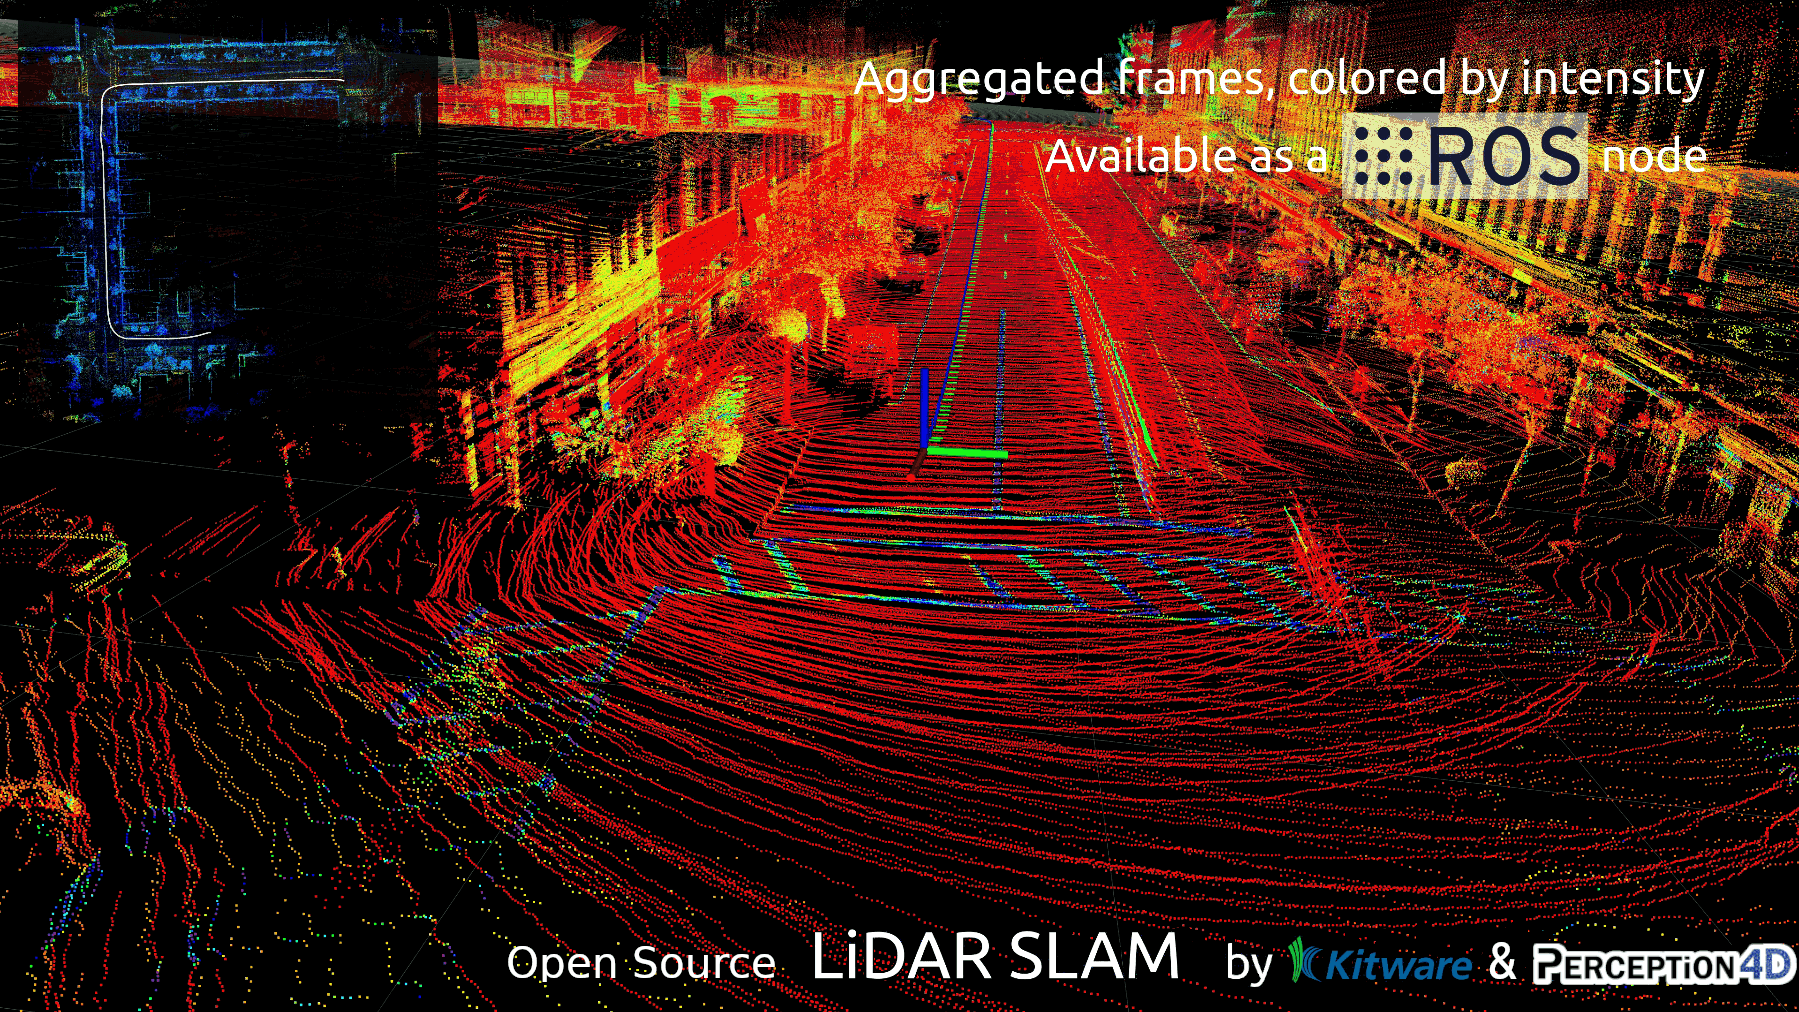 Aggregated frames, colored by intensity
Available as a ROS node
Open Source LiDAR SLAM by Kitware & PERCEPTiON4D